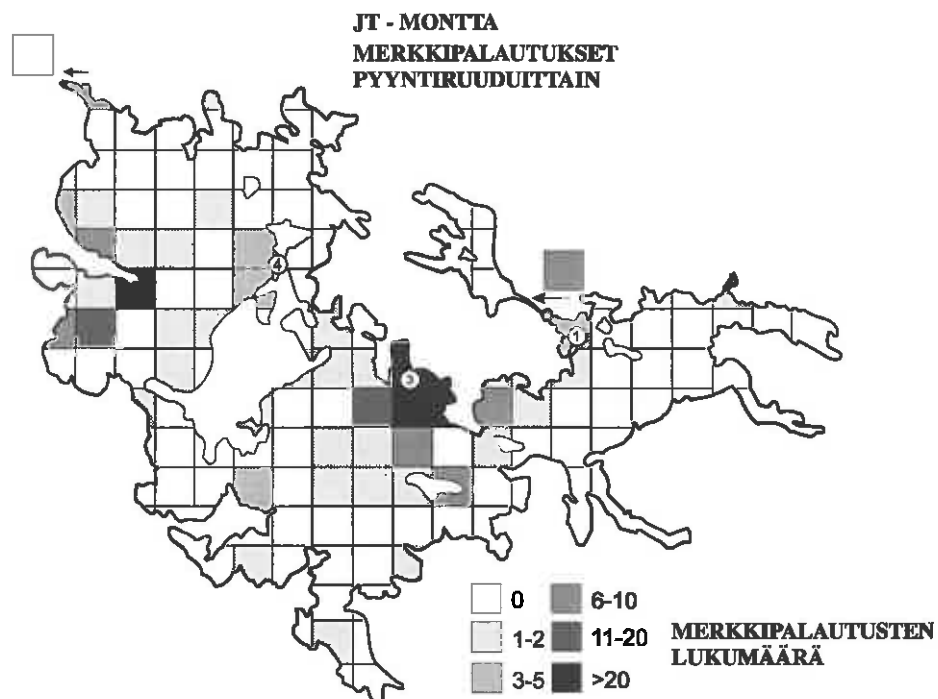 JT - MONTTA
MERKKIPALAUTUKSET
PYYNTIRUUDUITTAIN
4
1
3
0
6-10
1-2
11-20
3-5
>20
MERKKIPALAUTUSTEN
LUKUMÄÄRÄ